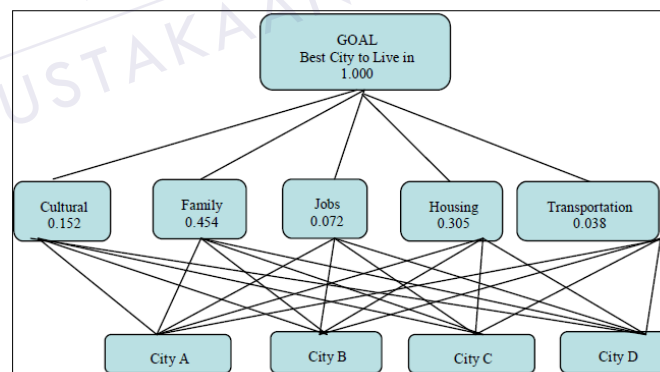 USTAKAAN
GOAL
Best City to Live in
1.000
Cultural
0.152
Family
0.454
Jobs
0.072
Housing
0.305
Transportation
0.038
City A
City B
City C
City D